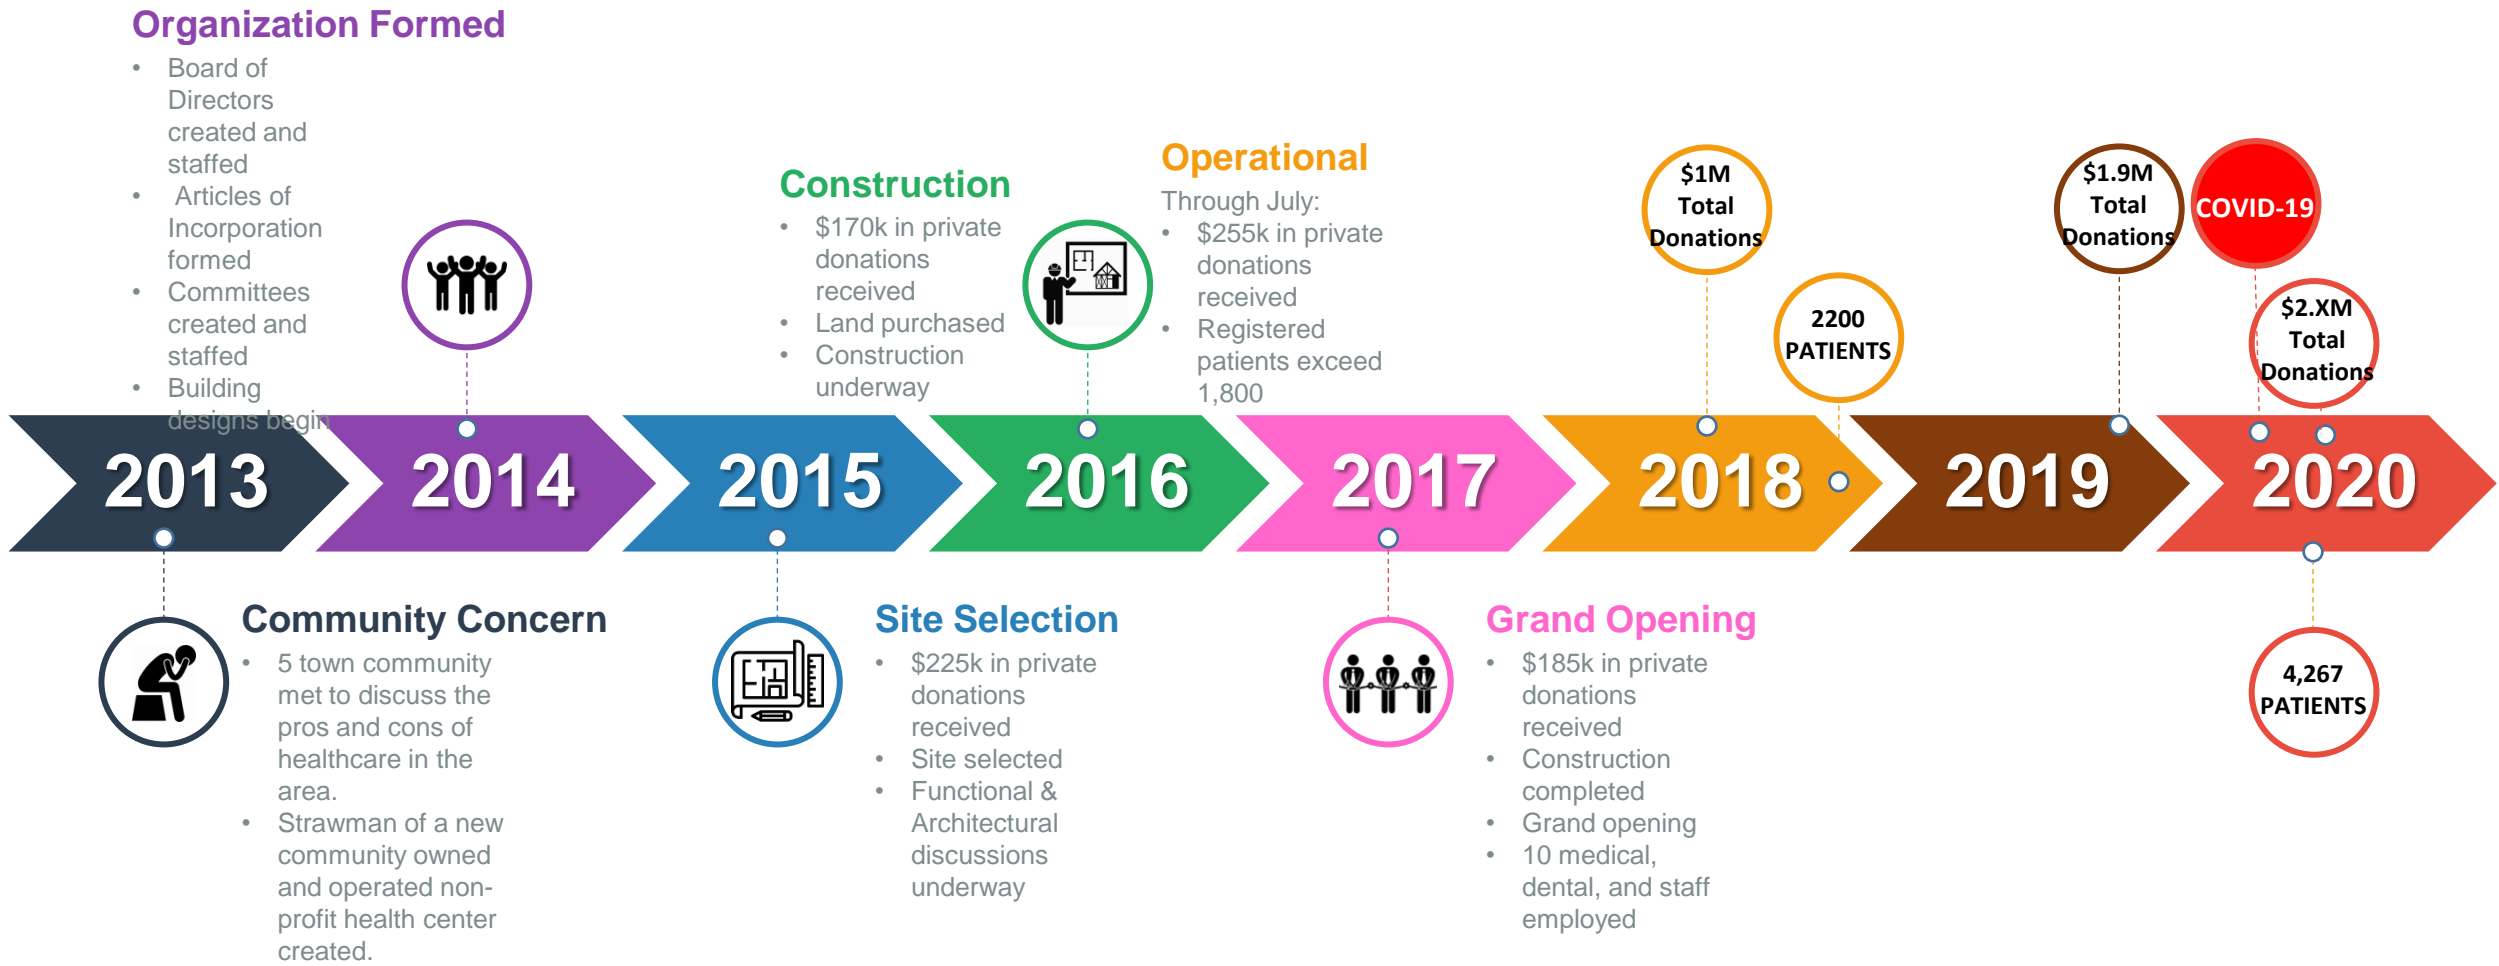 Organization Formed
• Board of
Directors
created and
staffed
• Articles of
Incorporation
formed
• Committees
created and
staffed
• Building
designs begin
Construction
• $170k in private
donations
received
• Land purchased
• Construction
underway
Operational
Through July:
• $255k in private
donations
received
• Registered
patients exceed
1,800
$1M
Total
Donations
2200
PATIENTS
$1.9M
Total
Donations
COVID-19
$2.XM
Total
Donations
2013
2014
2015
2016
2017
2018
2019
2020
Community Concern
• 5 town community
met to discuss the
pros and cons of
healthcare in the
area.
• Strawman of a new
community owned
and operated non-
profit health center
created.
Site Selection
• $225k in private
donations
received
• Site selected
• Functional &
Architectural
discussions
underway
Grand Opening
• $185k in private
donations
received
• Construction
completed
• Grand opening
• 10 medical,
dental, and staff
employed
4,267
PATIENTS